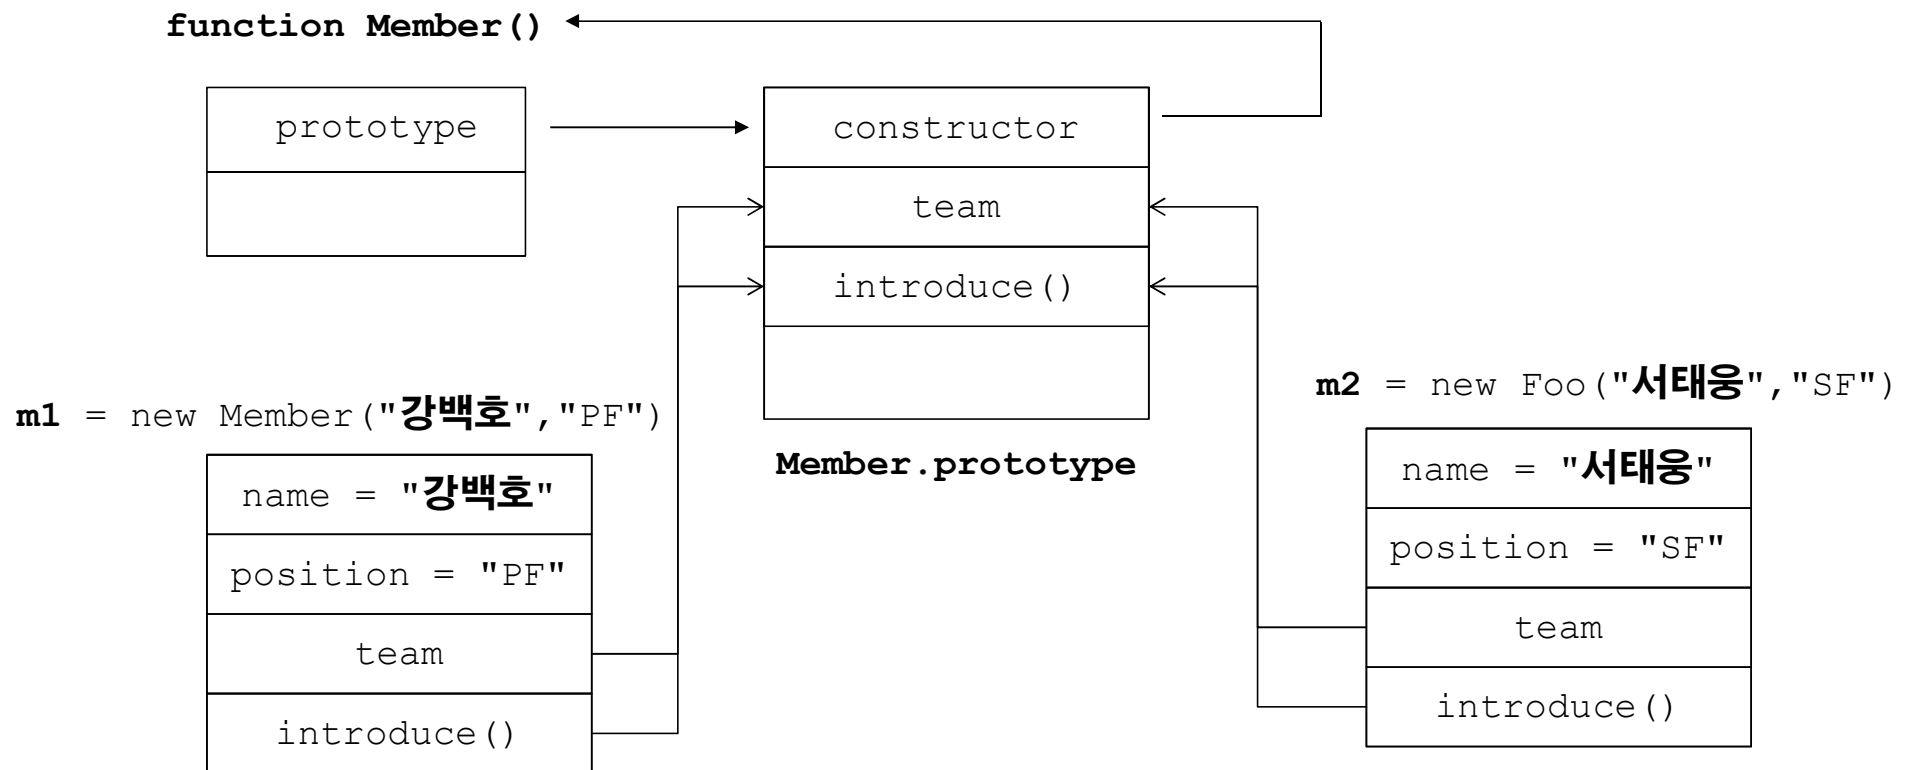 function Member()
prototype
constructor
team
introduce()
Member.prototype
m1 = new Member("강백호","PF")
name = "강백호"
position = "PF"
team
introduce()
m2 = new Foo("서태웅","SF")
name = "서태웅"
position = "SF"
team
introduce()